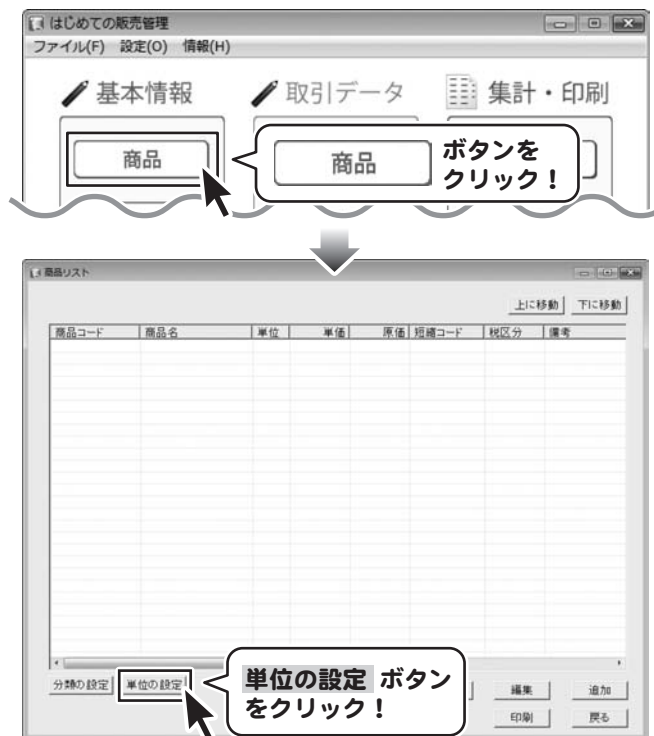 はじめての販売管理
ファイル(F) 設定(O) 情報(H)
基本情報 取引データ 集計・印刷
商品
商品 ボタンを
クリック！
商品リスト
上に移動 下に移動
商品コード 商品名 単位 単価 原価 短縮コード 税区分 備考
分類の設定 単位の設定
単位の設定 ボタン
をクリック！
編集 追加
印刷 戻る